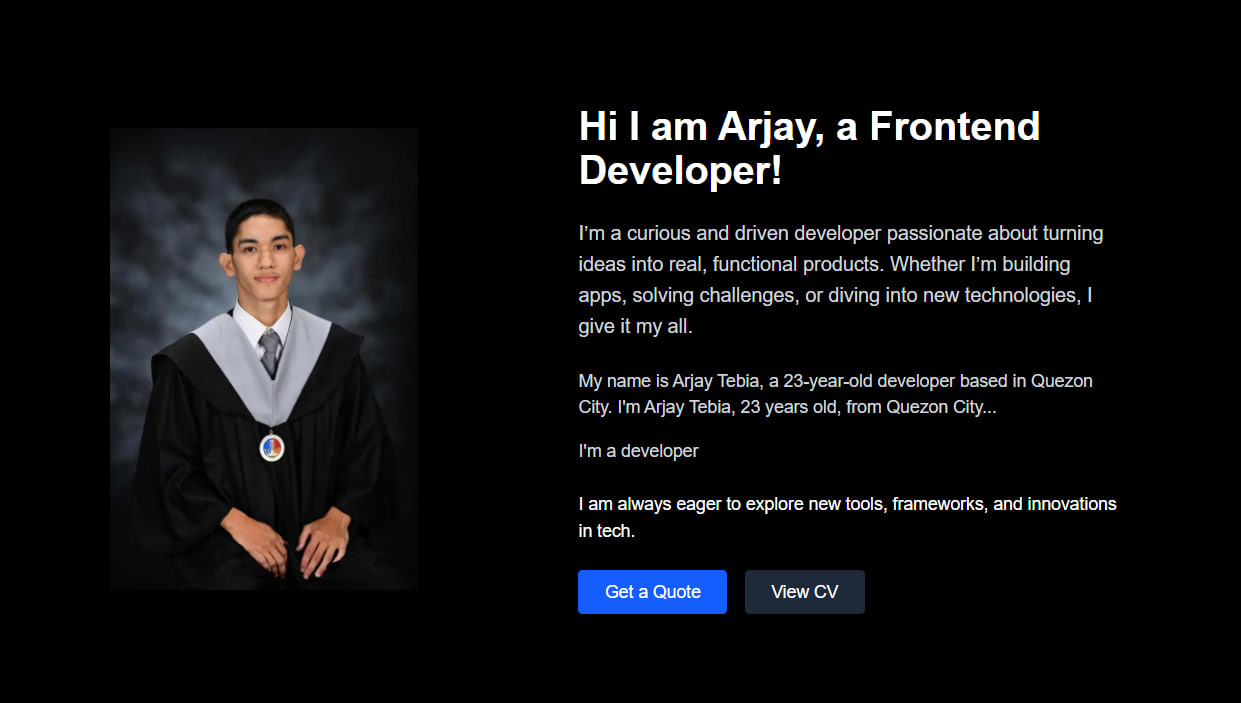 Hi I am Arjay, a Frontend
Developer!
I’m a curious and driven developer passionate about turning
ideas into real, functional products. Whether I’m building
apps, solving challenges, or diving into new technologies, I
give it my all.
My name is Arjay Tebia, a 23-year-old developer based in Quezon
City. I'm Arjay Tebia, 23 years old, from Quezon City...
I'm a developer
I am always eager to explore new tools, frameworks, and innovations
in tech.
Get a Quote
View CV